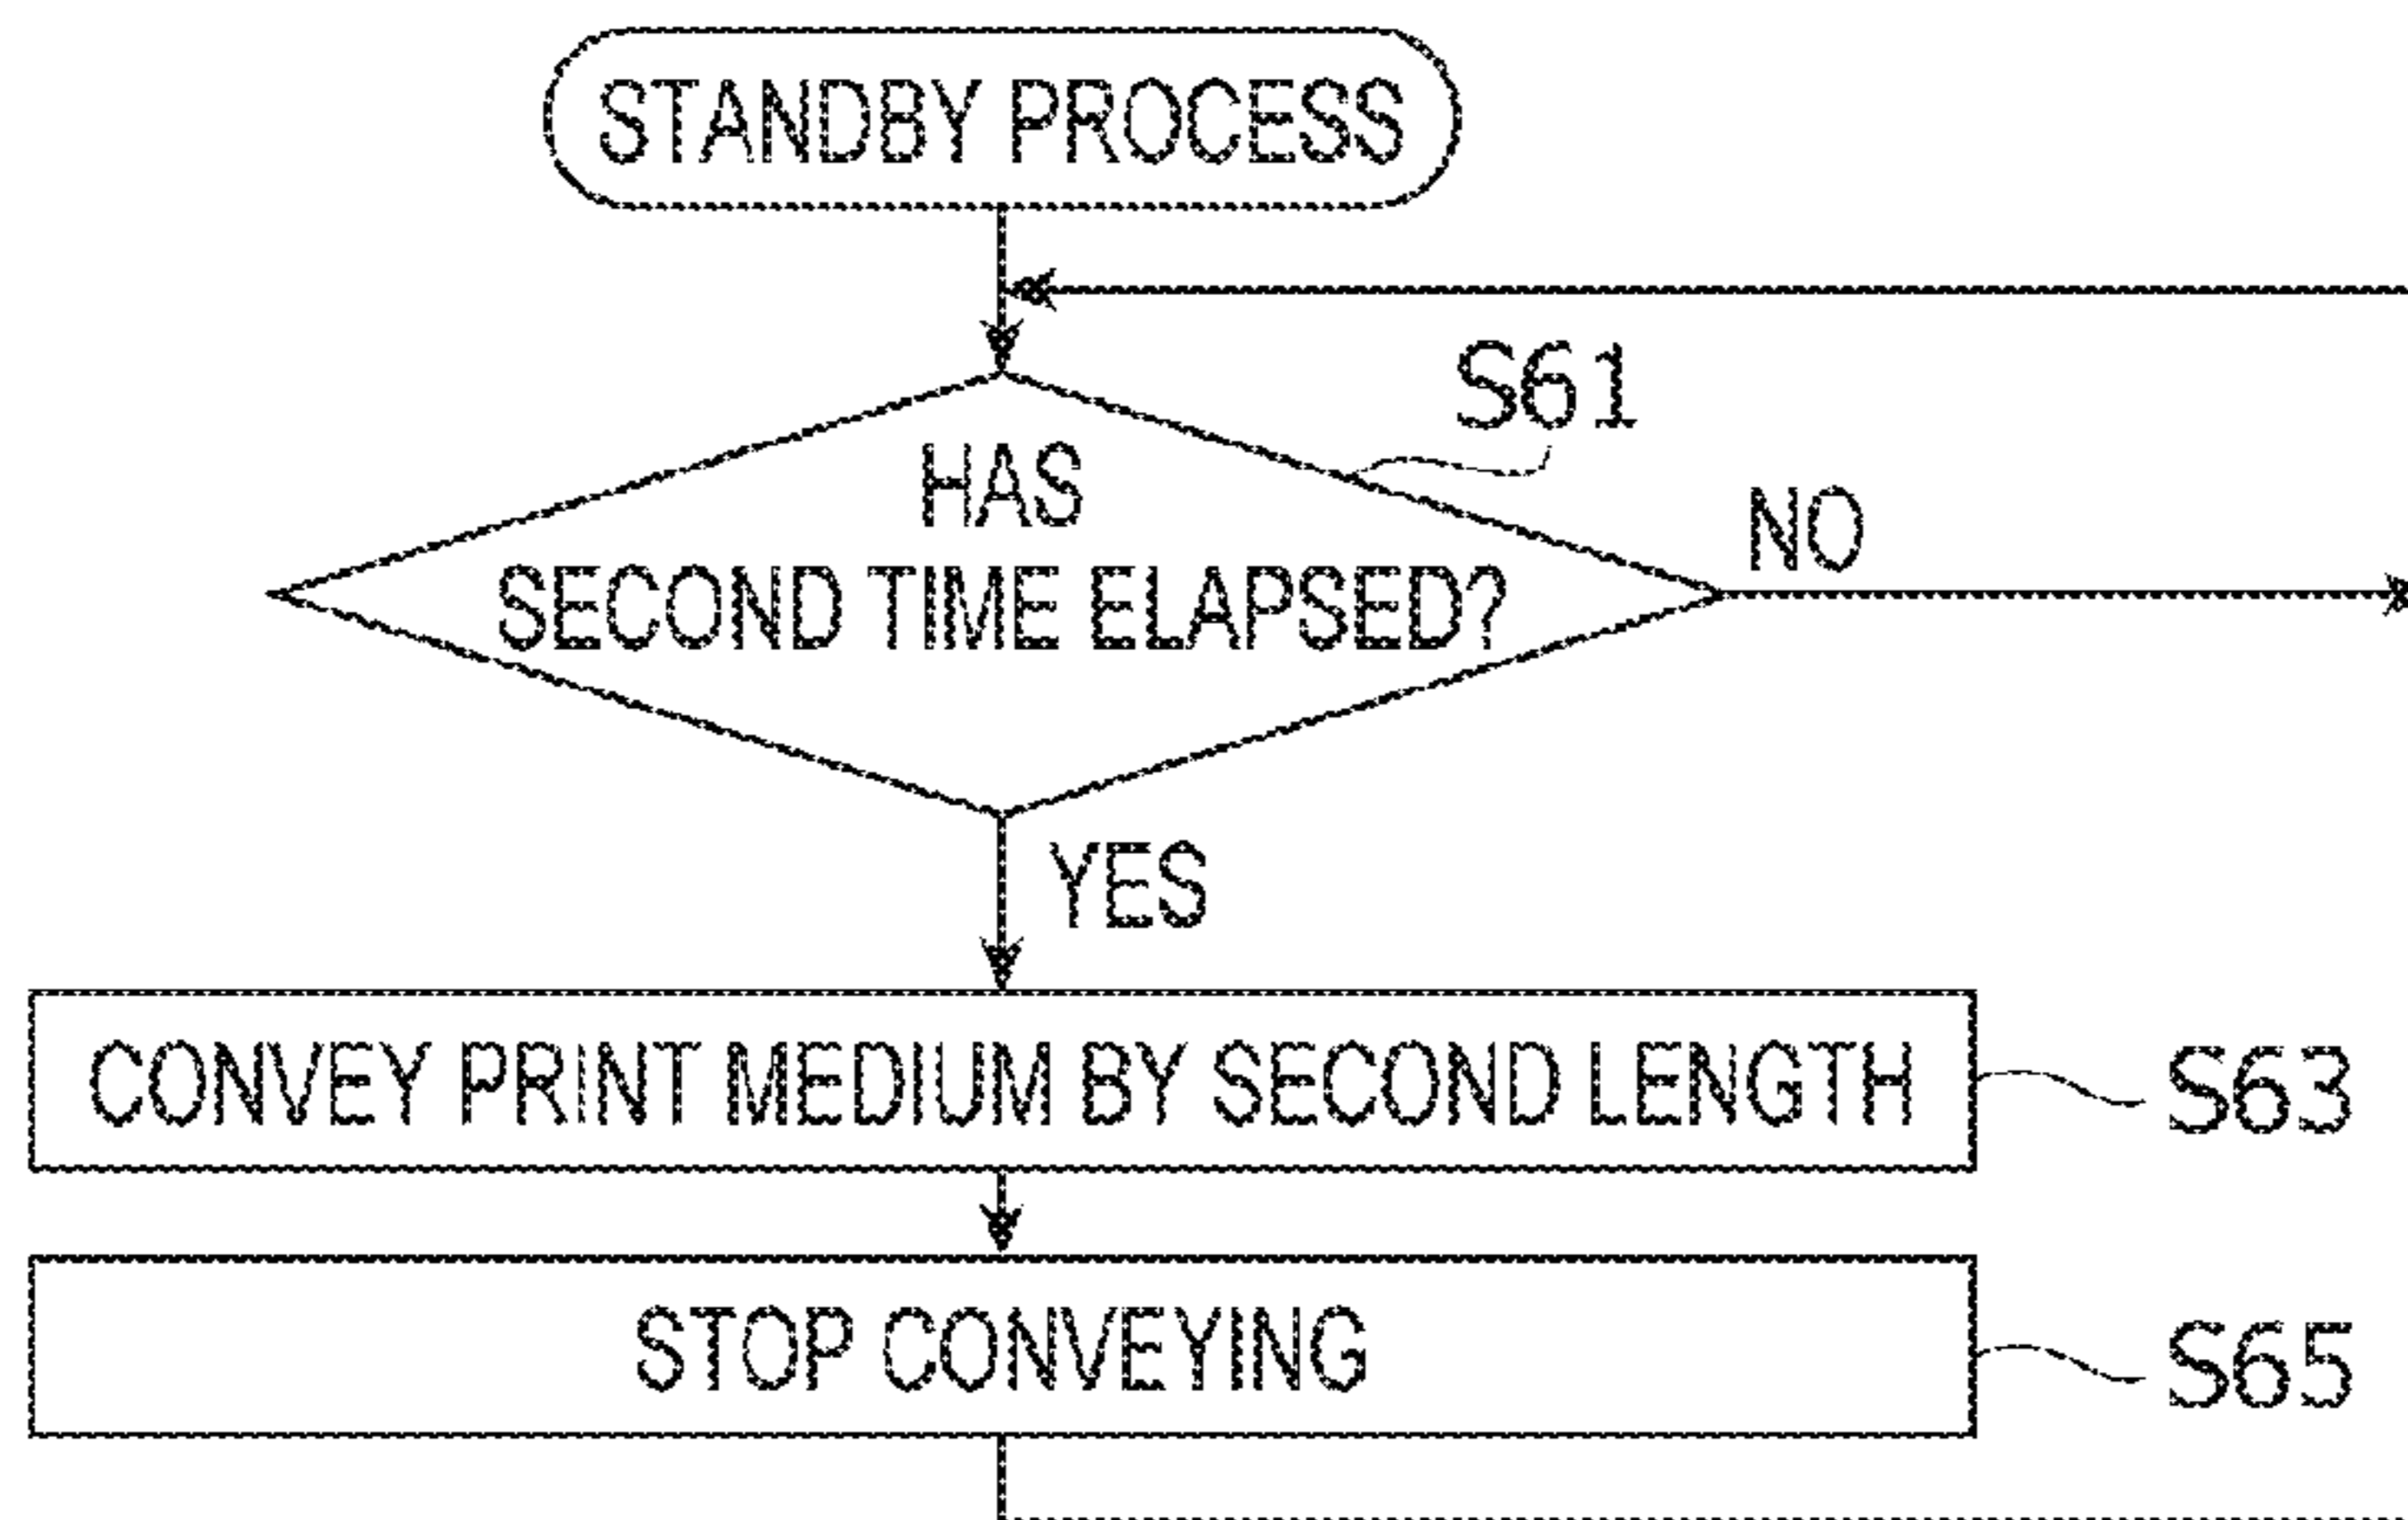 STANDBY PROCESS
S61
HAS
SECOND TIME ELAPSED?
NO
YES
CONVEY PRINT MEDIUM BY SECOND LENGTH
S63
STOP CONVEYING
S65